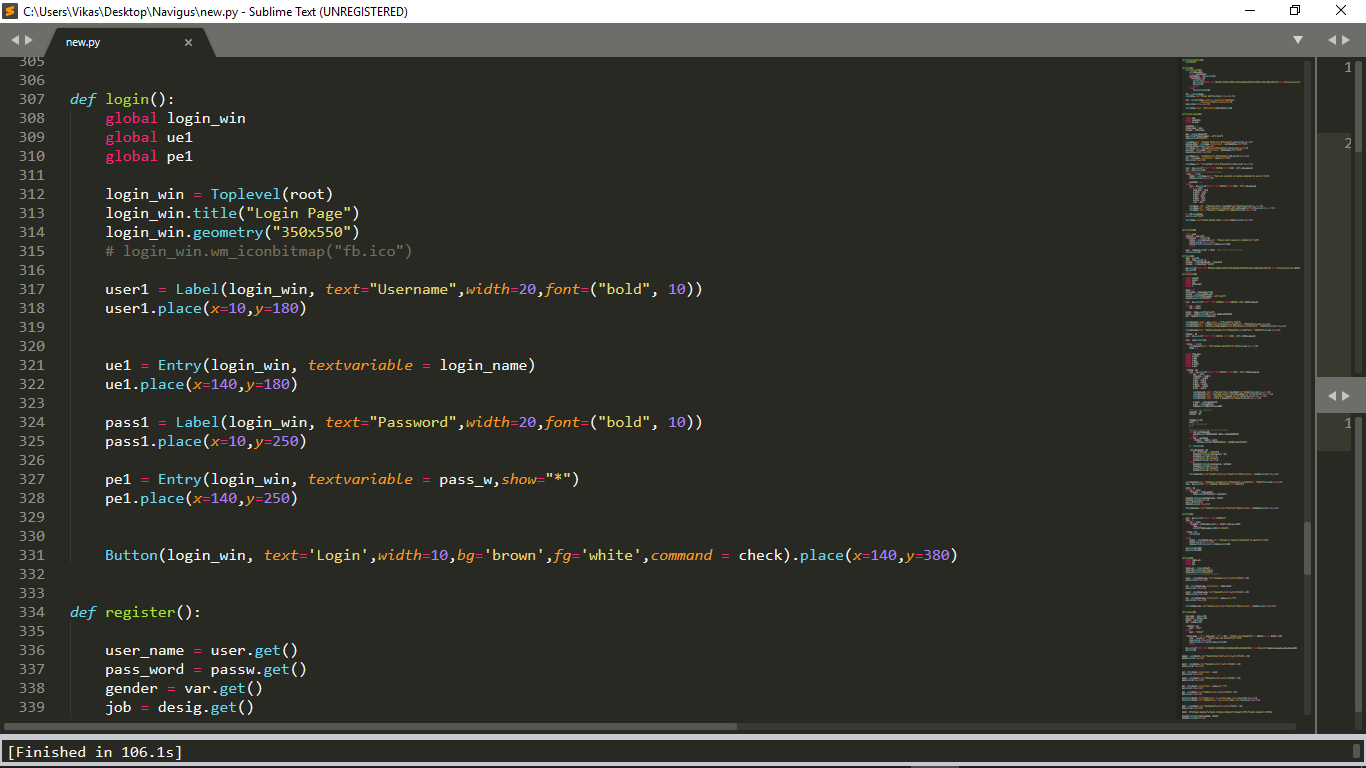 C:\Users\Vikas\Desktop\Navigus\new.py - Sublime Text (UNREGISTERED)
new.py
305
306
307 def login():
308     global login_win
309     global ue1
310     global pe1
311
312     login_win = Toplevel(root)
313     login_win.title("Login Page")
314     login_win.geometry("350x550")
315     # login_win.wm_iconbitmap("fb.ico")
316
317     user1 = Label(login_win, text="Username",width=20,font=("bold", 10))
318     user1.place(x=10,y=180)
319
320
321     ue1 = Entry(login_win, textvariable = login_name)
322     ue1.place(x=140,y=180)
323
324     pass1 = Label(login_win, text="Password",width=20,font=("bold", 10))
325     pass1.place(x=10,y=250)
326
327     pe1 = Entry(login_win, textvariable = pass_w,show="*")
328     pe1.place(x=140,y=250)
329
330
331     Button(login_win, text='Login',width=10,bg='brown',fg='white',command = check).place(x=140,y=380)
332
333
334 def register():
335
336     user_name = user.get()
337     pass_word = passw.get()
338     gender = var.get()
339     job = desig.get()
1
2
1
[Finished in 106.1s]